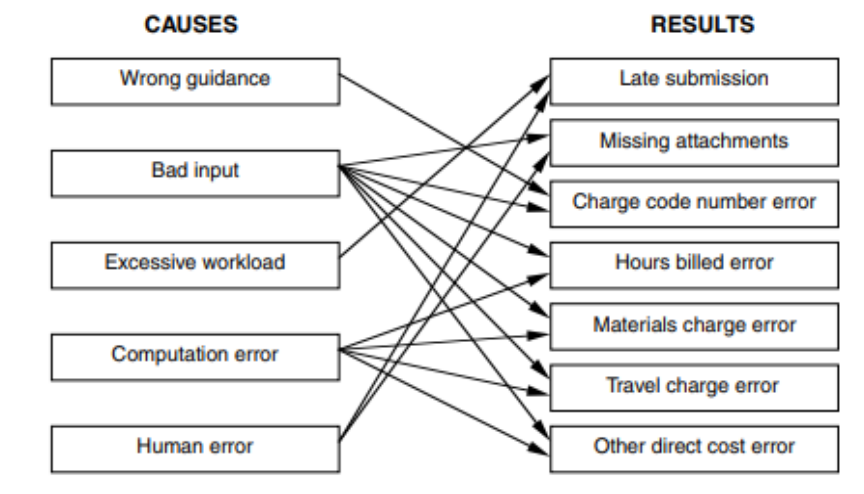 CAUSES
RESULTS
Wrong guidance
Bad input
Excessive workload
Computation error
Human error
Late submission
Missing attachments
Charge code number error
Hours billed error
Materials charge error
Travel charge error
Other direct cost error